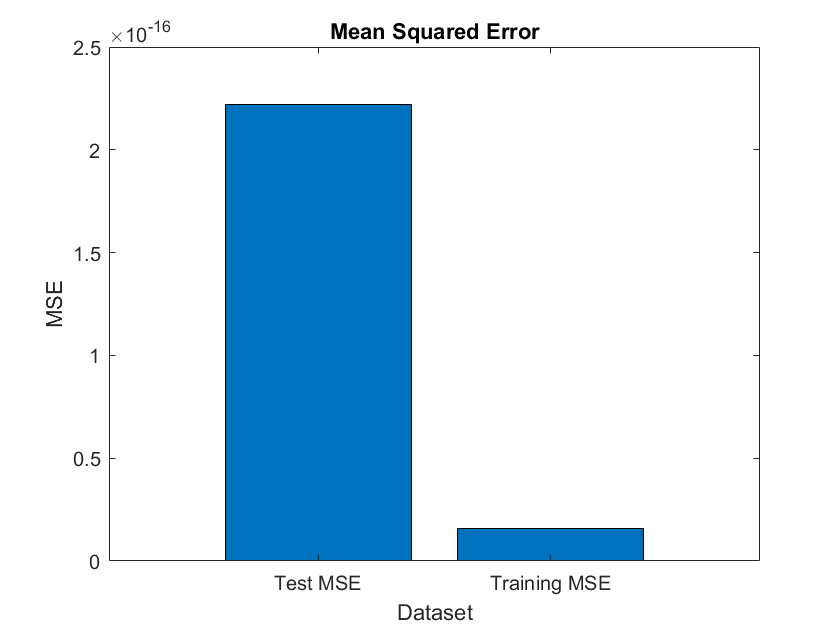 Mean Squared Error
×10-16
2.5
2
1.5
1
0.5
0
MSE
Test MSE
Training MSE
Dataset